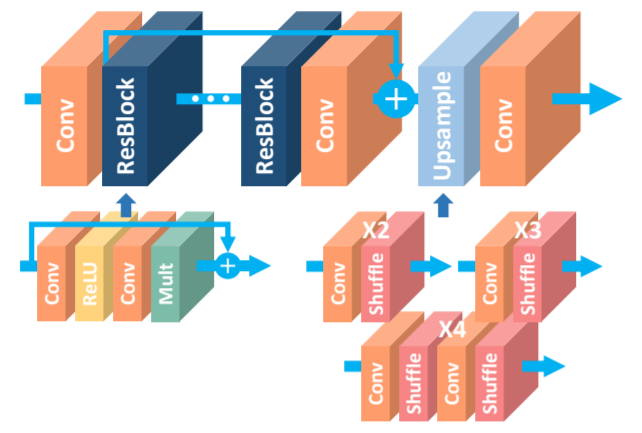 Conv
ResBlock
ResBlock
Conv
Upsample
Conv
Conv
ReLU
Conv
Mult
X2
Conv
Shuffle
X3
Conv
Shuffle
X4
Conv
Shuffle
Conv
Shuffle